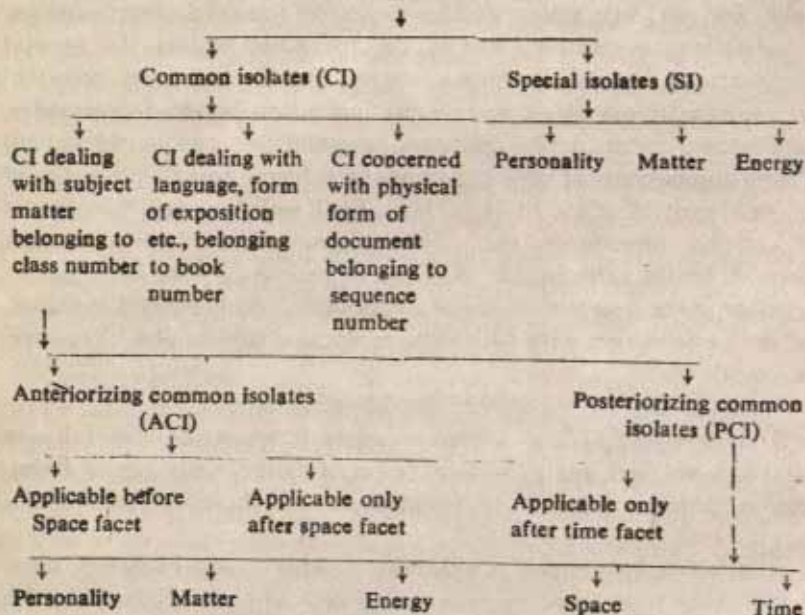 Common isolates (CI)
Special isolates (SI)
CI dealing
with subject
matter
belonging to
class number
CI dealing with
language, form
of exposition
etc., belonging
to book
number
CI concerned
with physical
form of
document
belonging to
sequence
number
Personality
Matter
Energy
Anteriorizing common isolates
(ACI)
Posteriorizing common
isolates (PCI)
Applicable before
Space facet
Applicable only
after space facet
Applicable only
after time facet
Personality
Matter
Energy
Space
Time